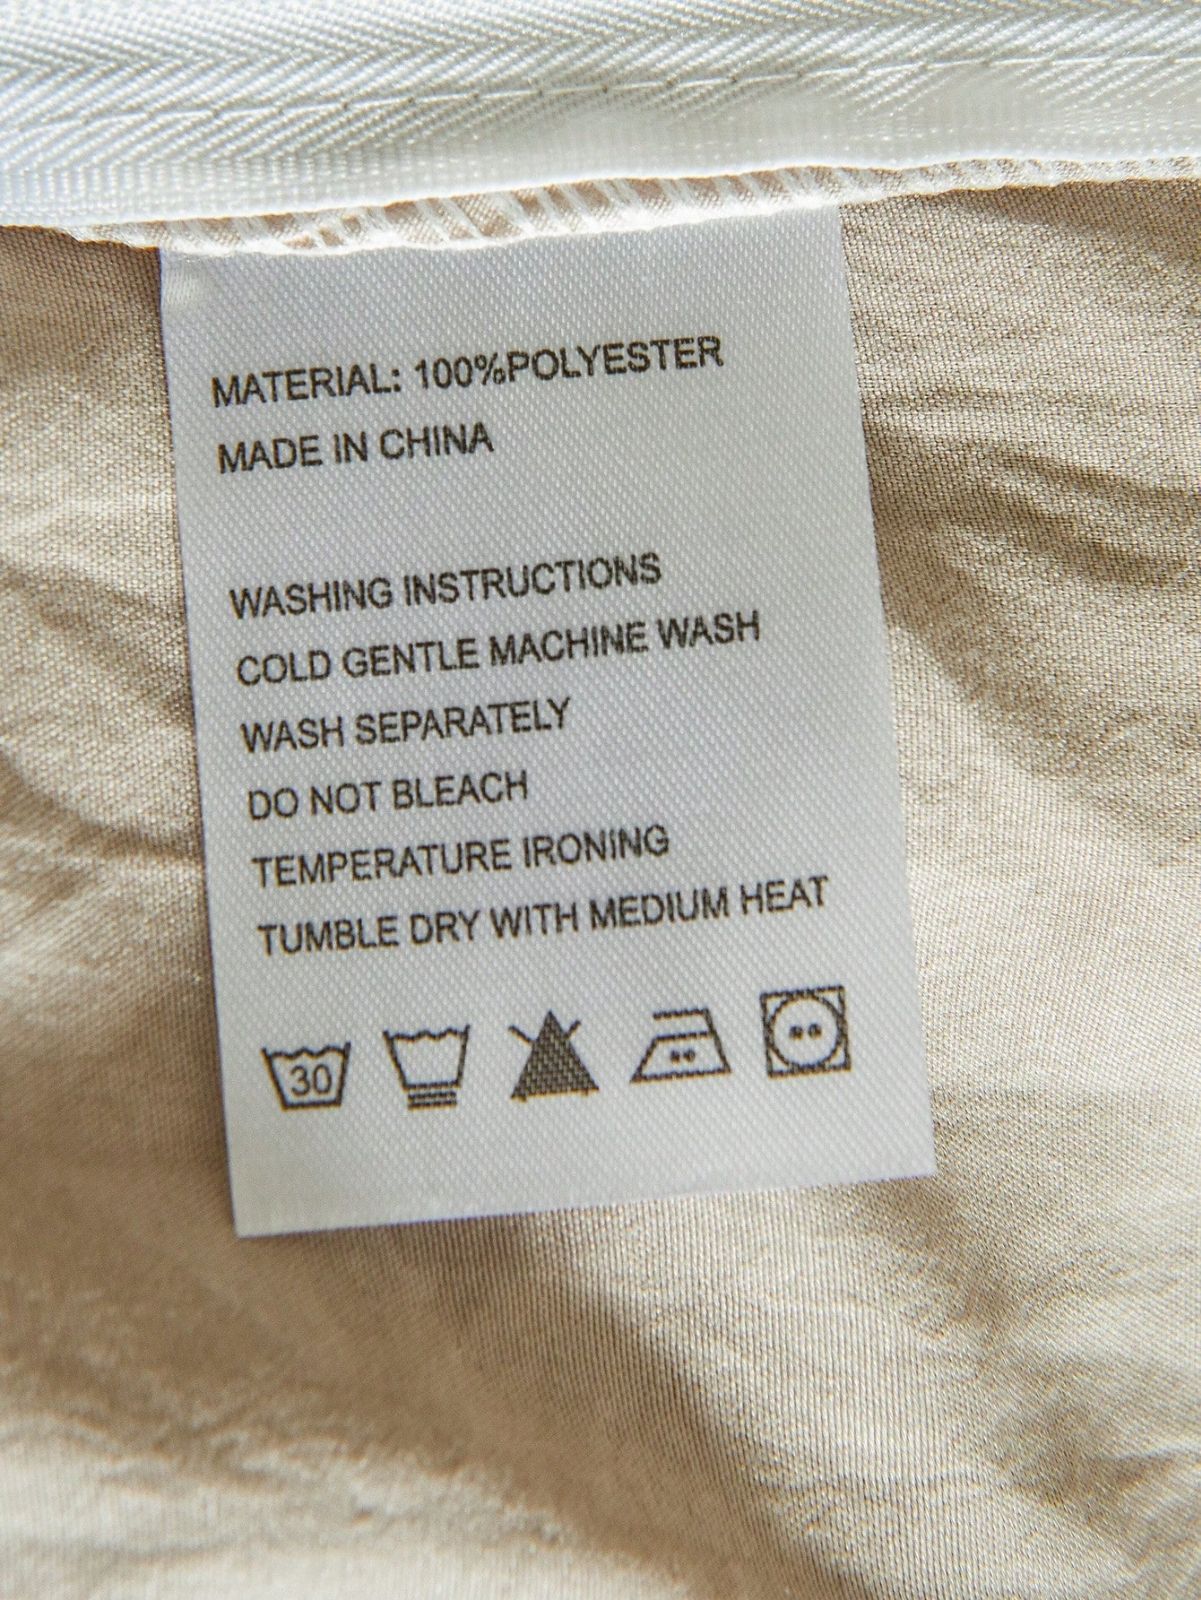 MATERIAL: 100%POLYESTER
MADE IN CHINA
WASHING INSTRUCTIONS
COLD GENTLE MACHINE WASH
WASH SEPARATELY
DO NOT BLEACH
TEMPERATURE IRONING
TUMBLE DRY WITH MEDIUM HEAT
30